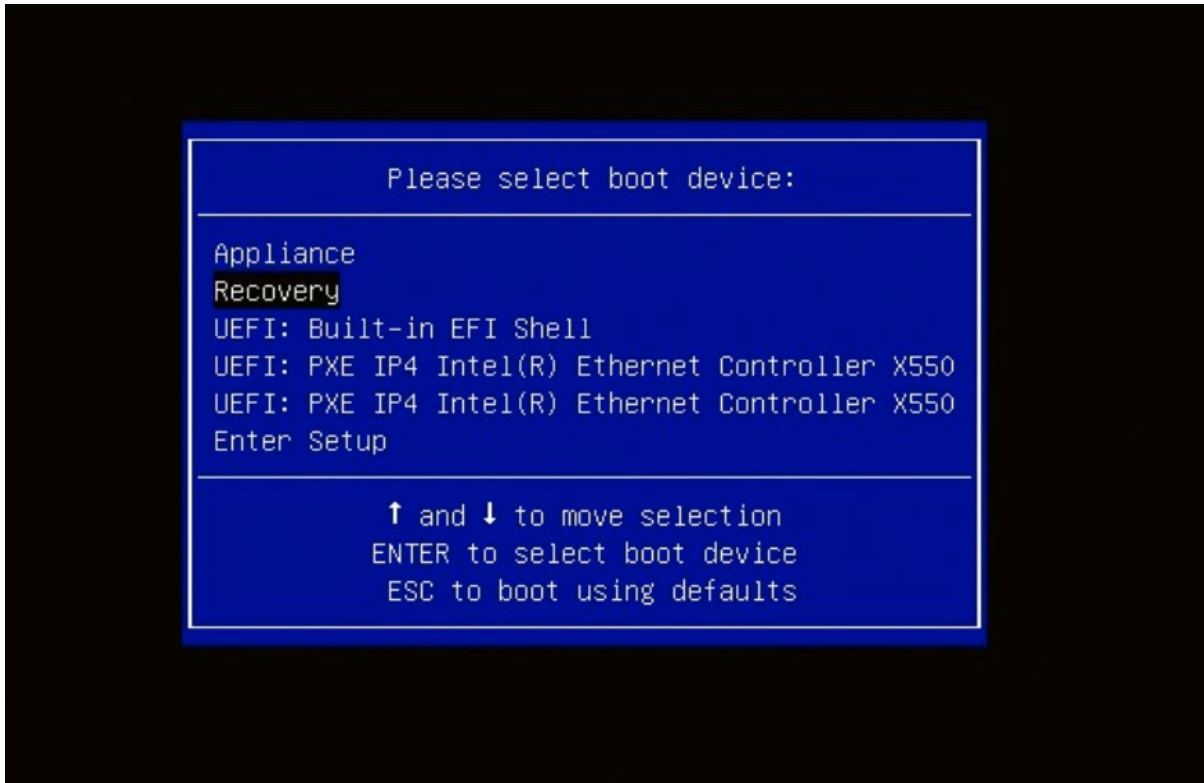 Please select boot device:
Appliance
Recovery
UEFI: Built-in EFI Shell
UEFI: PXE IP4 Intel(R) Ethernet Controller X550
UEFI: PXE IP4 Intel(R) Ethernet Controller X550
Enter Setup
↑ and ↓ to move selection
ENTER to select boot device
ESC to boot using defaults